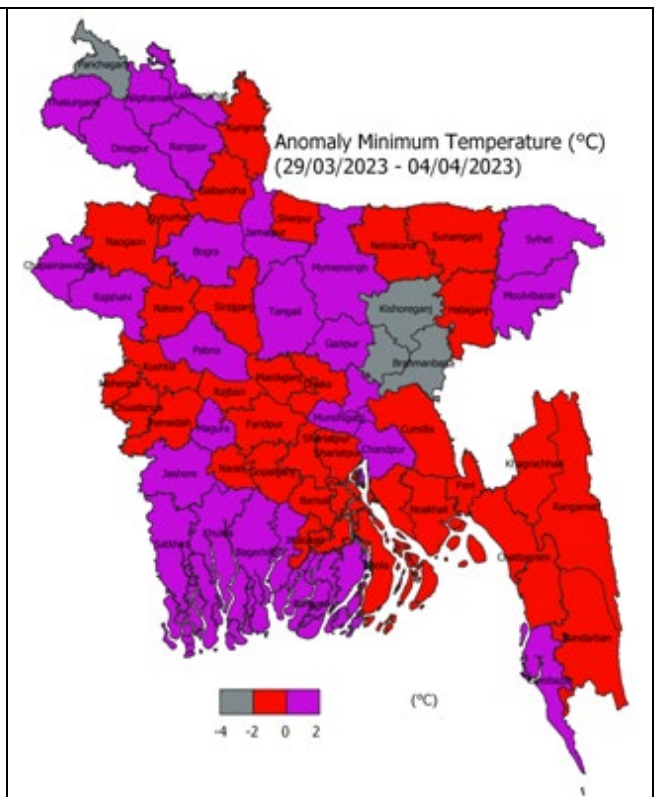 Panchagarh
Thakurgaon
Nilphamari
Lalmonirhat
Dinajpur
Rangpur
Kurigram
Anomaly Minimum Temperature (°C)
(29/03/2023 - 04/04/2023)
Gaibandha
Joypurhat
Naogaon
Bogra
Jamalpur
Sherpur
Mymensingh
Netrakona
Sunamganj
Sylhet
Chapainawabganj
Rajshahi
Natore
Sirajganj
Tangail
Kishoreganj
Habiganj
Moulvibazar
Pabna
Gazipur
Brahmanbaria
Kushtia
Meherpur
Chuadanga
Jhenaidah
Rajbari
Manikganj
Dhaka
Magura
Faridpur
Munshiganj
Shariatpur
Shariatpur
Chandpur
Cumilla
Jashore
Narail
Gopalganj
Barisal
Noakhali
Feni
Khagrachhari
Rangamati
Satkhira
Khulna
Bagerhat
Bhola
Chattogram
Bandarban
(°C)
-4 -2 0 2